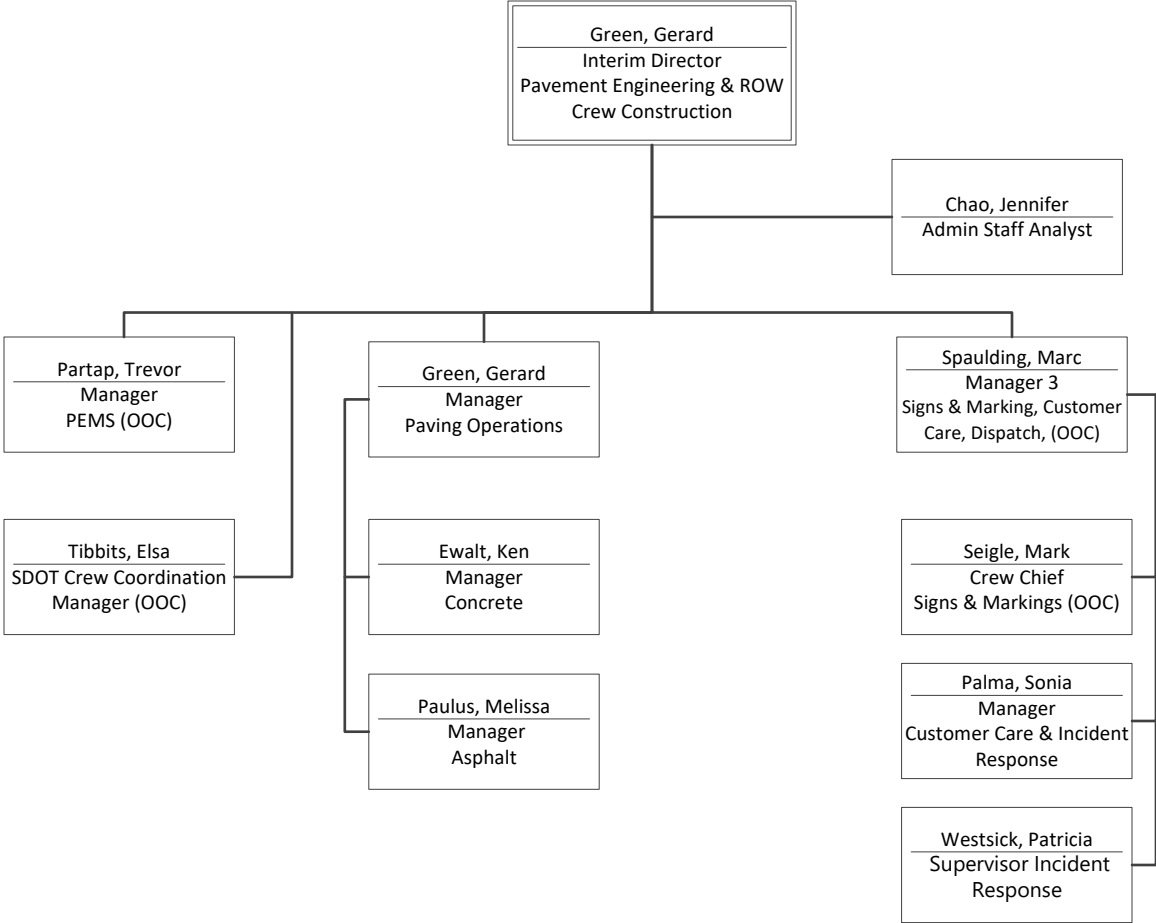 Green, Gerard
Interim Director
Pavement Engineering & ROW
Crew Construction
Chao, Jennifer
Admin Staff Analyst
Partap, Trevor
Manager
PEMS (OOC)
Green, Gerard
Manager
Paving Operations
Spaulding, Marc
Manager 3
Signs & Marking, Customer
Care, Dispatch, (OOC)
Tibbits, Elsa
SDOT Crew Coordination
Manager (OOC)
Ewalt, Ken
Manager
Concrete
Seigle, Mark
Crew Chief
Signs & Markings (OOC)
Paulus, Melissa
Manager
Asphalt
Palma, Sonia
Manager
Customer Care & Incident
Response
Westsick, Patricia
Supervisor Incident
Response